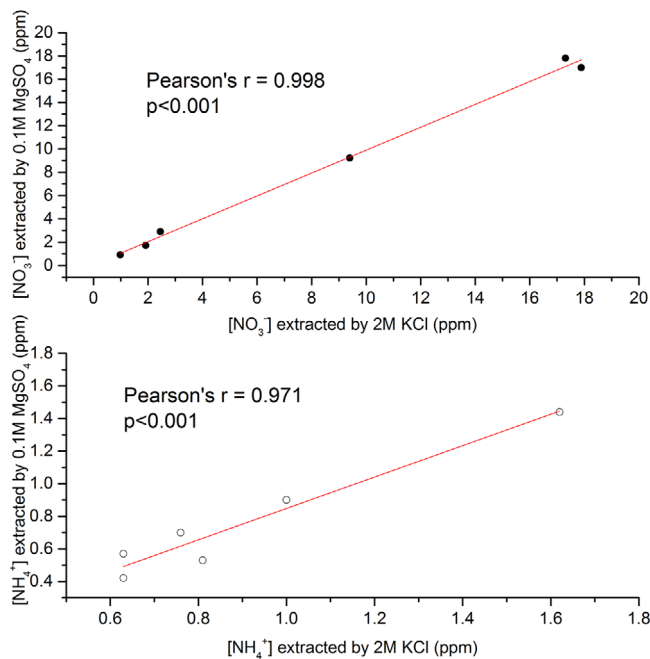 20
18
16
14
12
10
8
6
4
2
0
[NO₃⁻] extracted by 0.1M MgSO₄ (ppm)
Pearson's r = 0.998
p<0.001
0 2 4 6 8 10 12 14 16 18 20
[NO₃⁻] extracted by 2M KCl (ppm)
1.8
1.6
1.4
1.2
1.0
0.8
0.6
0.4
[NH₄⁺] extracted by 0.1M MgSO₄ (ppm)
Pearson's r = 0.971
p<0.001
0.6 0.8 1.0 1.2 1.4 1.6 1.8
[NH₄⁺] extracted by 2M KCl (ppm)